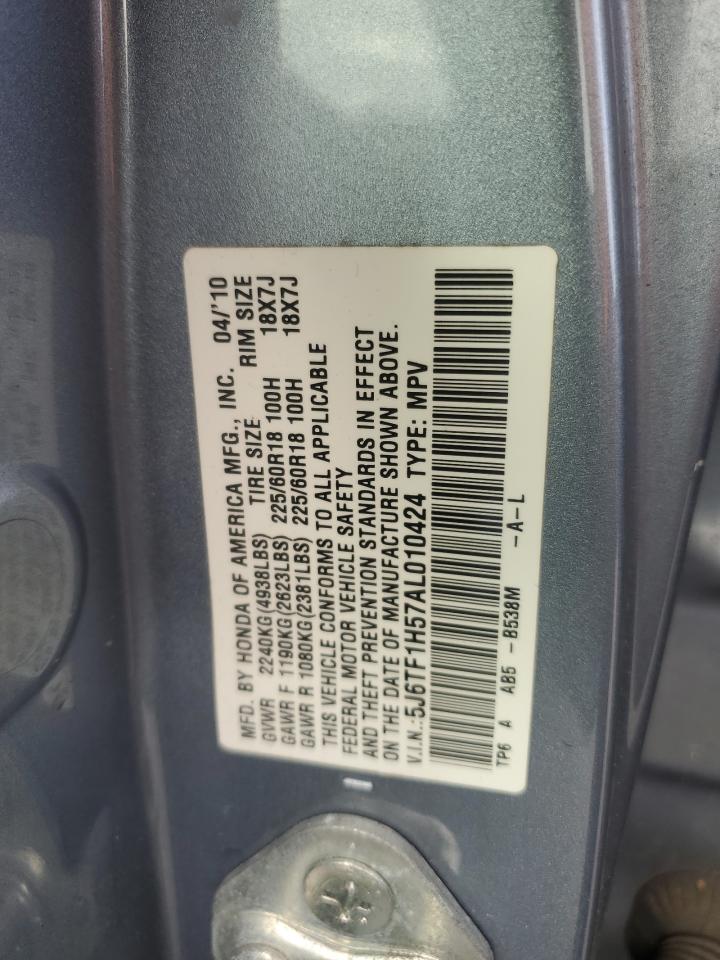 MFD. BY HONDA OF AMERICA MFG., INC. 04/'10
GVWR 2240KG(4938LBS) TIRE SIZE RIM SIZE
GAWR F 1190KG(2623LBS) 225/60R18 100H 18X7J
GAWR R 1080KG(2381LBS) 225/60R18 100H 18X7J
THIS VEHICLE CONFORMS TO ALL APPLICABLE
FEDERAL MOTOR VEHICLE SAFETY
AND THEFT PREVENTION STANDARDS IN EFFECT
ON THE DATE OF MANUFACTURE SHOWN ABOVE.
V.I.N.:5J6TF1H57AL010424 TYPE: MPV
TP6 A AB5 -B538M -A-L